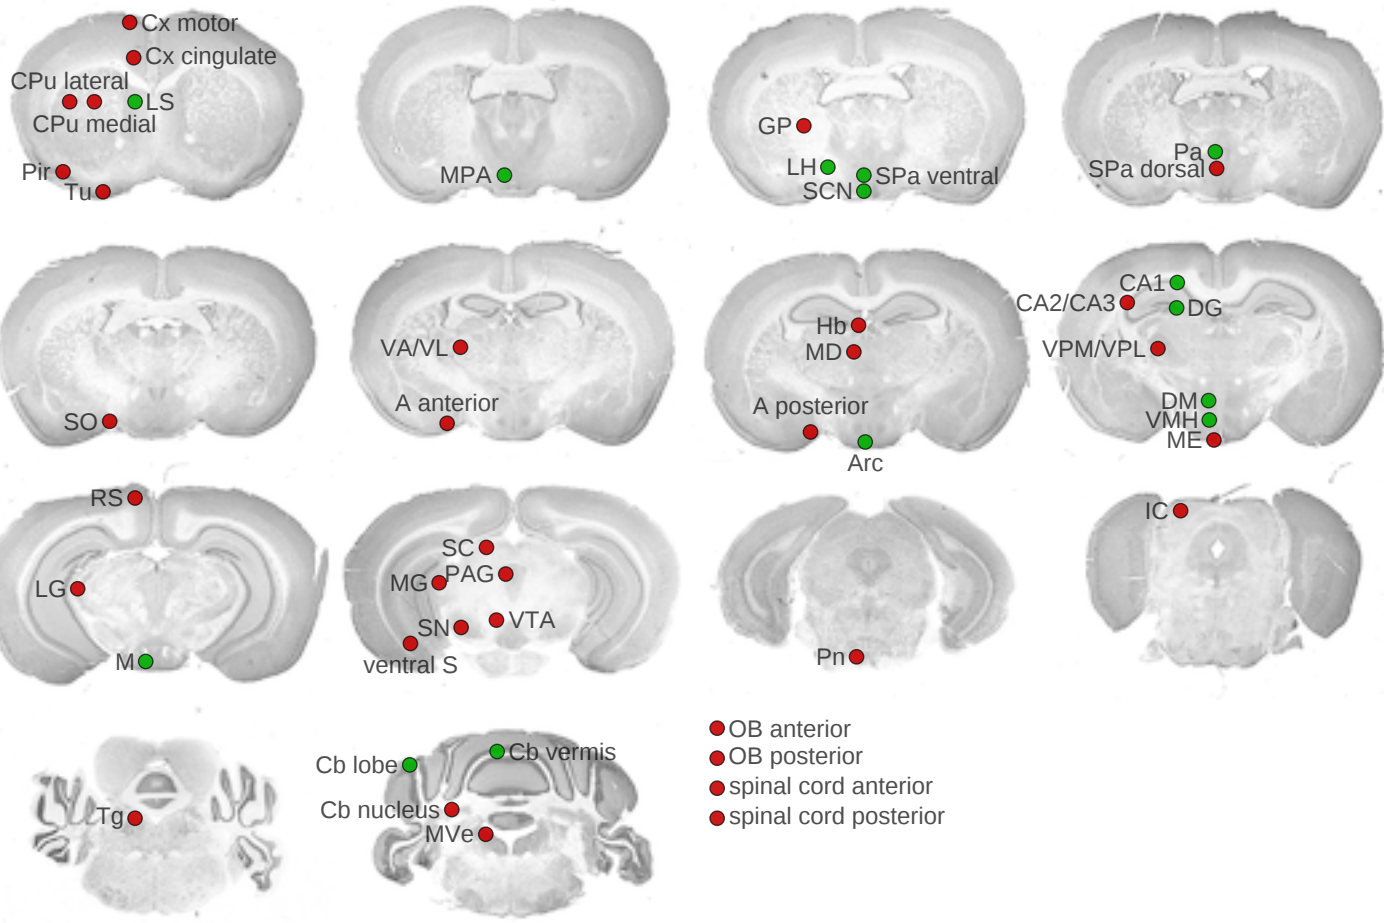 Cx motor
Cx cingulate
CPu lateral
LS
CPu medial
Pir
Tu
MPA
GP
LH
SPa ventral
SCN
Pa
SPa dorsal
SO
VA/VL
A anterior
Hb
MD
A posterior
Arc
CA1
CA2/CA3
DG
VPM/VPL
DM
VMH
ME
RS
LG
M
SC
MG
PAG
SN
VTA
ventral S
Pn
IC
Tg
Cb lobe
Cb vermis
Cb nucleus
MVe
OB anterior
OB posterior
spinal cord anterior
spinal cord posterior